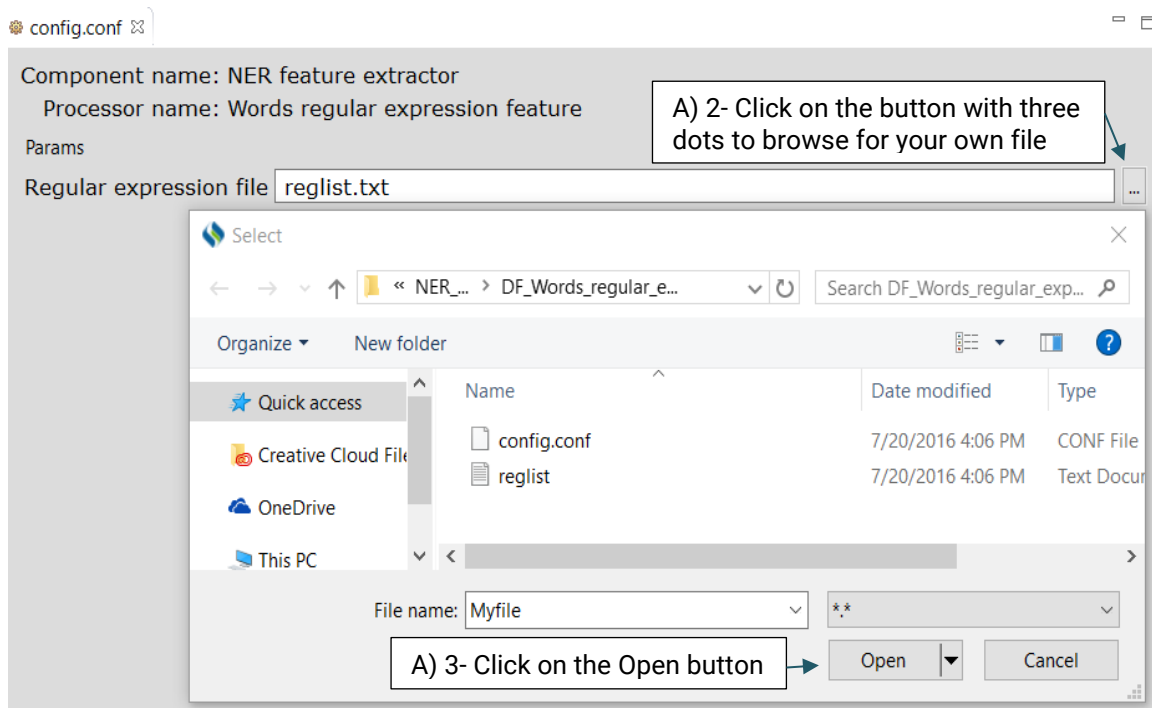 config.conf
Component name: NER feature extractor
Processor name: Words regular expression feature
A) 2- Click on the button with three
dots to browse for your own file
Params
Regular expression file reglist.txt ...
Select
« NER_... > DF_Words_regular_e... Search DF_Words_regular_exp...
Organize New folder ?
Name Date modified Type
Quick access
config.conf 7/20/2016 4:06 PM CONF File
Creative Cloud File
reglist 7/20/2016 4:06 PM Text Docur
OneDrive
This PC
File name: Myfile *.*
A) 3- Click on the Open button Open Cancel